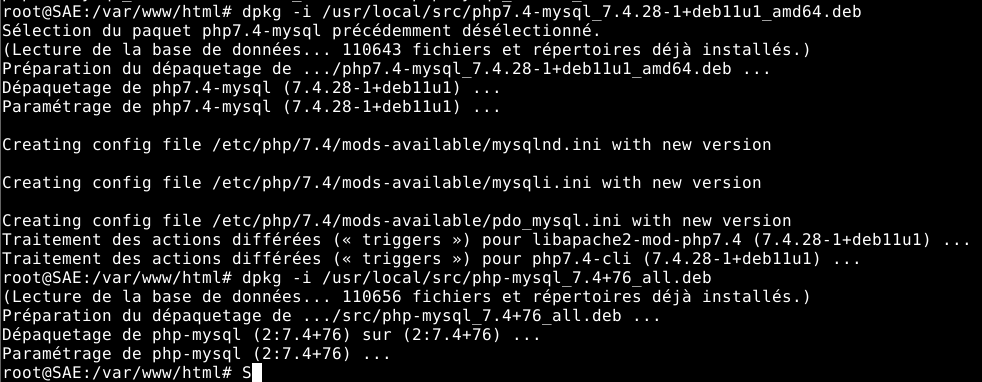 root@SAE:/var/www/html# dpkg -i /usr/local/src/php7.4-mysql_7.4.28-1+deb11u1_amd64.deb
Sélection du paquet php7.4-mysql précédemment désélectionné.
(Lecture de la base de données... 110643 fichiers et répertoires déjà installés.)
Préparation du dépaquetage de .../php7.4-mysql_7.4.28-1+deb11u1_amd64.deb ...
Dépaquetage de php7.4-mysql (7.4.28-1+deb11u1) ...
Paramétrage de php7.4-mysql (7.4.28-1+deb11u1) ...
Creating config file /etc/php/7.4/mods-available/mysqlnd.ini with new version
Creating config file /etc/php/7.4/mods-available/mysqli.ini with new version
Creating config file /etc/php/7.4/mods-available/pdo_mysql.ini with new version
Traitement des actions différées (« triggers ») pour libapache2-mod-php7.4 (7.4.28-1+deb11u1) ...
Traitement des actions différées (« triggers ») pour php7.4-cli (7.4.28-1+deb11u1) ...
root@SAE:/var/www/html# dpkg -i /usr/local/src/php-mysql_7.4+76_all.deb
(Lecture de la base de données... 110656 fichiers et répertoires déjà installés.)
Préparation du dépaquetage de .../src/php-mysql_7.4+76_all.deb ...
Dépaquetage de php-mysql (2:7.4+76) sur (2:7.4+76) ...
Paramétrage de php-mysql (2:7.4+76) ...
root@SAE:/var/www/html# S